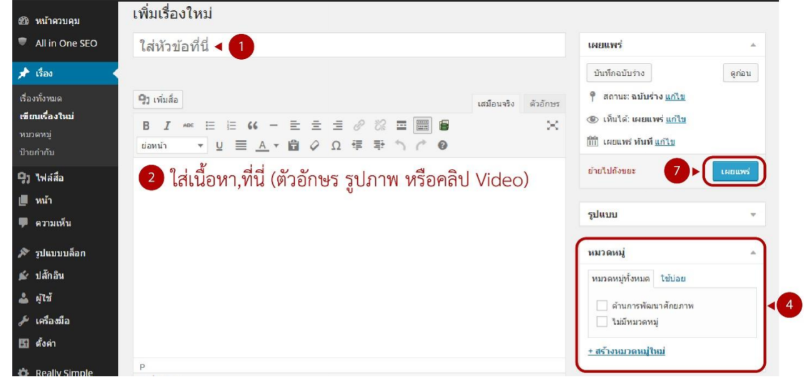 หน้าควบคุม
All in One SEO
เรื่อง
เรื่องทั้งหมด
เขียนเรื่องใหม่
หมวดหมู่
ป้ายกำกับ
ไฟล์สื่อ
หน้า
ความเห็น
รูปแบบบล็อก
ปลั๊กอิน
ผู้ใช้
เครื่องมือ
ตั้งค่า
Really Simple
เพิ่มเรื่องใหม่
ใส่หัวข้อที่นี่ 1
เพิ่มสื่อ
เสมือนจริง ตัวอักษร
B I ABC
ย่อหน้า U A Ω
2 ใส่เนื้อหา,ที่นี่ (ตัวอักษร รูปภาพ หรือคลิป Video)
P
เผยแพร่
บันทึกฉบับร่าง ดูก่อน
สถานะ: ฉบับร่าง แก้ไข
เห็นได้: เผยแพร่ แก้ไข
เผยแพร่ ทันที แก้ไข
ย้ายไปถังขยะ 7 เผยแพร่
รูปแบบ
หมวดหมู่
หมวดหมู่ทั้งหมด ใช้บ่อย
ด้านการพัฒนาศักยภาพ
ไม่มีหมวดหมู่
+ สร้างหมวดหมู่ใหม่
4